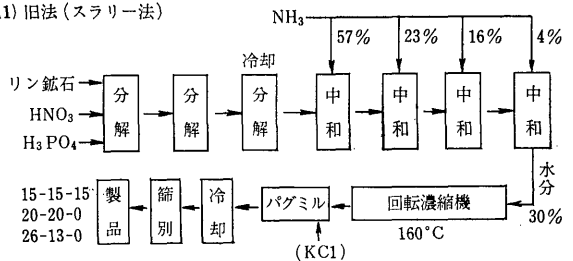 1) 旧法(スラリー法)
NH₃
57% 23% 16% 4%
冷却
リン鉱石
HNO₃
H₃PO₄
分解 分解 分解 中和 中和 中和 中和
水分
30%
15-15-15
20-20-0
26-13-0
製品 篩別 冷却 パグミル 回転濃縮機
160°C
(KCl)